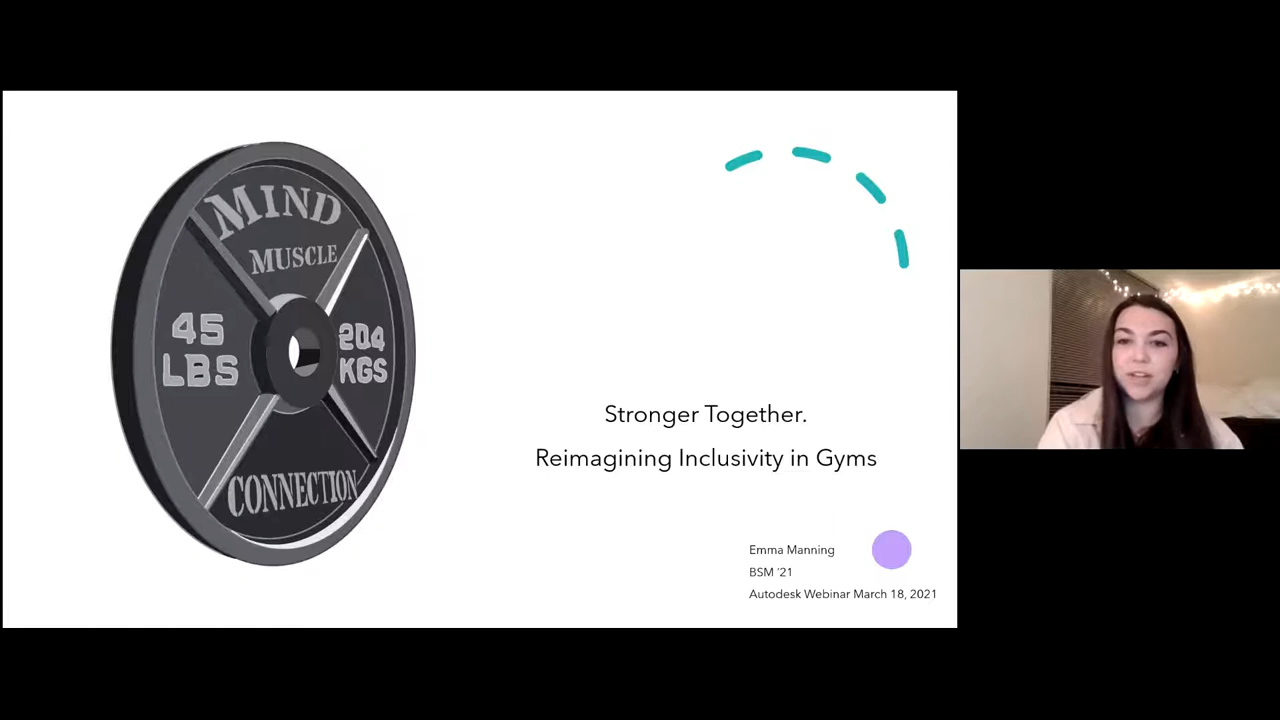 MIND
MUSCLE
45
LBS
204
KGS
CONNECTION
Stronger Together.
Reimagining Inclusivity in Gyms
Emma Manning
BSM '21
Autodesk Webinar March 18, 2021